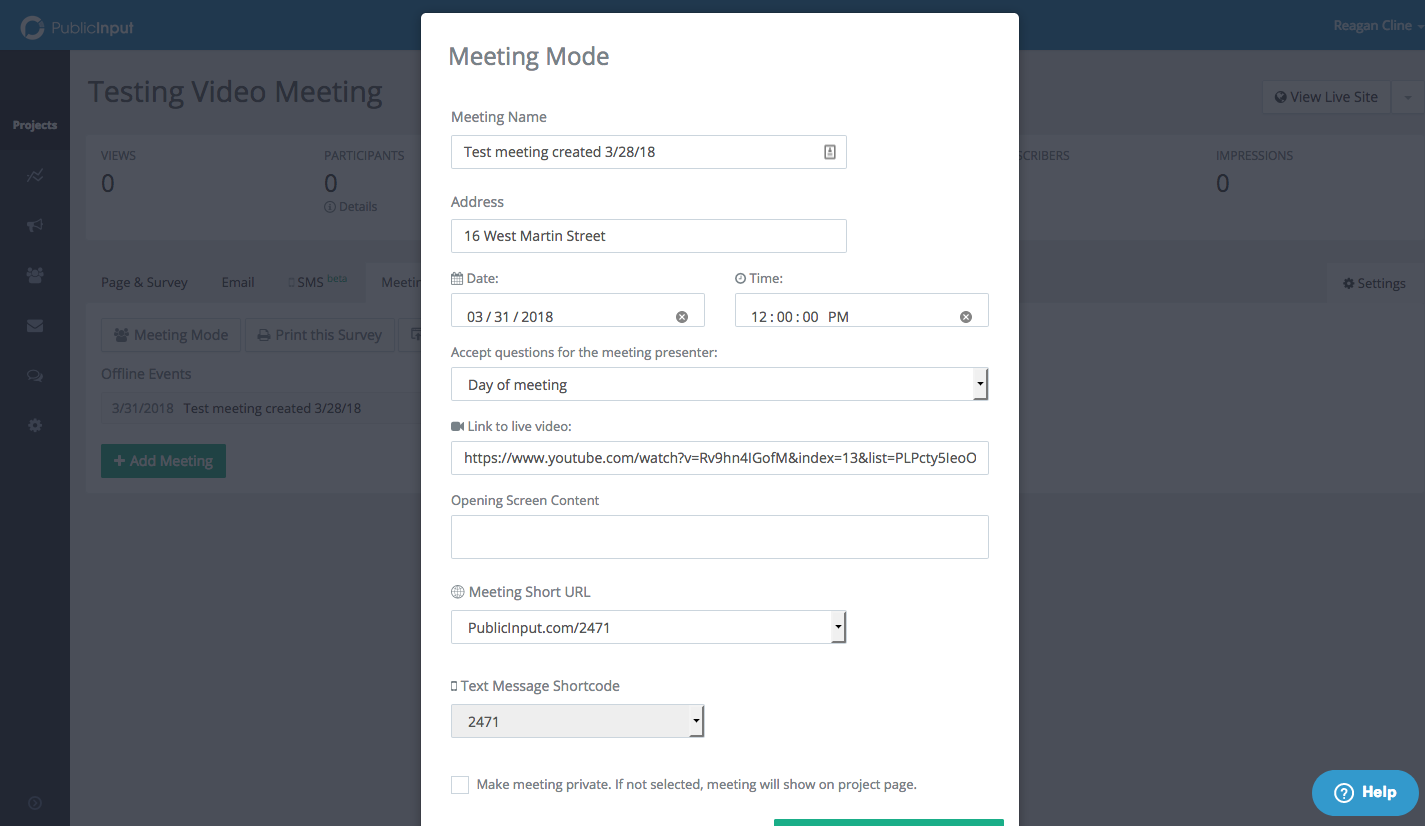 PublicInput
Reagan Cline
Testing Video Meeting
View Live Site
Projects
VIEWS
0
PARTICIPANTS
0
Details
SCRIBERS
IMPRESSIONS
0
Page & Survey
Email
SMS beta
Meetin
Settings
Meeting Mode
Print this Survey
Offline Events
3/31/2018 Test meeting created 3/28/18
+ Add Meeting
Meeting Mode
Meeting Name
Test meeting created 3/28/18
Address
16 West Martin Street
Date:
Time:
03 / 31 / 2018
12 : 00 : 00 PM
Accept questions for the meeting presenter:
Day of meeting
Link to live video:
https://www.youtube.com/watch?v=Rv9hn4IGofM&index=13&list=PLPcty5IeoO
Opening Screen Content
Meeting Short URL
PublicInput.com/2471
Text Message Shortcode
2471
Make meeting private. If not selected, meeting will show on project page.
? Help